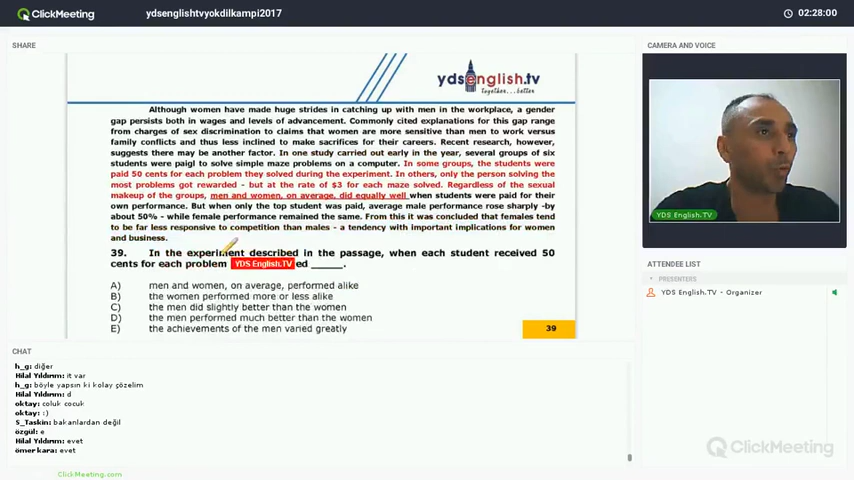 ClickMeeting
ydsenglishtvyokdilkampi2017
02:28:00
SHARE
CAMERA AND VOICE
ydsenglish.tv
together...better
Although women have made huge strides in catching up with men in the workplace, a gender
gap persists both in wages and levels of advancement. Commonly cited explanations for this gap range
from charges of sex discrimination to claims that women are more sensitive than men to work versus
family conflicts and thus less inclined to make sacrifices for their careers. Recent research, however,
suggests there may be another factor. In one study carried out early in the year, several groups of six
students were paigl to solve simple maze problems on a computer. In some groups, the students were
paid 50 cents for each problem they solved during the experiment. In others, only the person solving the
most problems got rewarded - but at the rate of $3 for each maze solved. Regardless of the sexual
makeup of the groups, men and women, on average, did equally well when students were paid for their
own performance. But when only the top student was paid, average male performance rose sharply -by
about 50% - while female performance remained the same. From this it was concluded that females tend
to be far less responsive to competition than males - a tendency with important implications for women
and business.
39. In the experiment described in the passage, when each student received 50
cents for each problem YDS English.TV ed _____.
A) men and women, on average, performed alike
B) the women performed more or less alike
C) the men did slightly better than the women
D) the men performed much better than the women
E) the achievements of the men varied greatly
39
YDS English.TV
ATTENDEE LIST
PRESENTERS
YDS English.TV - Organizer
CHAT
h_g: diğer
Hilal Yıldırım: it var
h_g: böyle yapsın ki kolay çözelim
Hilal Yıldırım: d
oktay: coluk cocuk
oktay: :)
S_Taskin: bakanlardan değil
özgül: e
Hilal Yıldırım: evet
ömer kara: evet
ClickMeeting
ClickMeeting.com